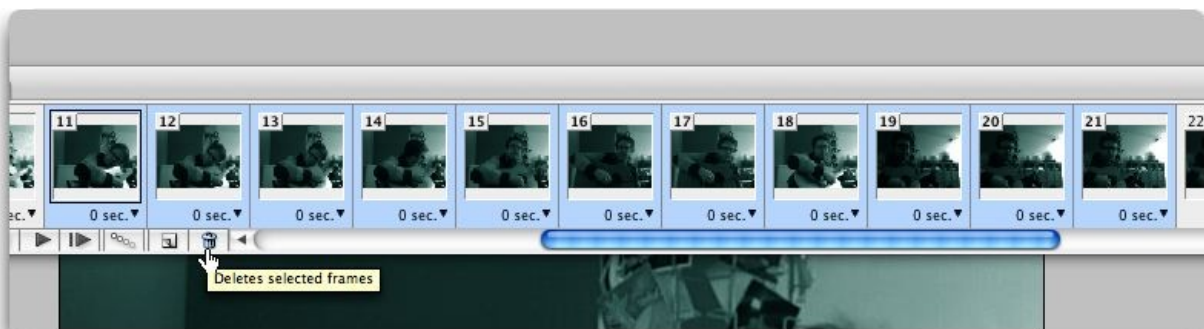 11 12 13 14 15 16 17 18 19 20 21 22
ec. 0 sec. 0 sec. 0 sec. 0 sec. 0 sec. 0 sec. 0 sec. 0 sec. 0 sec. 0 sec. 0 sec.
Deletes selected frames